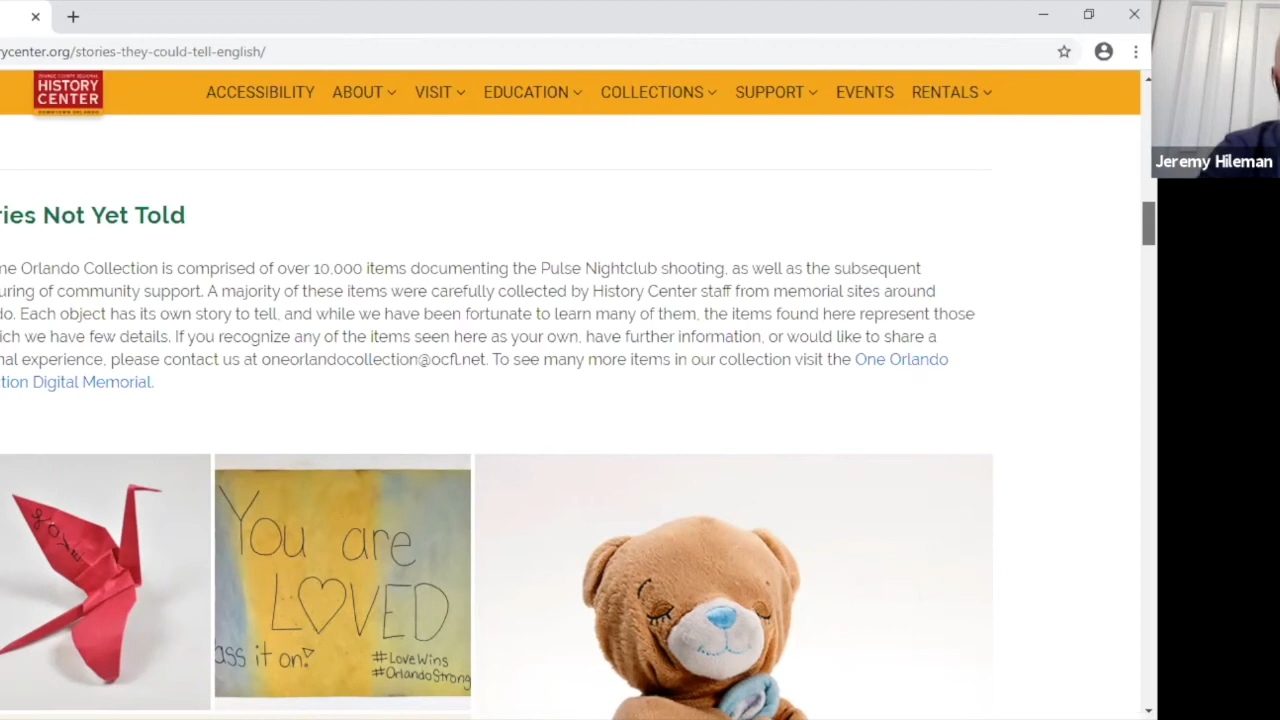 ycenter.org/stories-they-could-tell-english/
HISTORY
CENTER
ACCESSIBILITY ABOUT VISIT EDUCATION COLLECTIONS SUPPORT EVENTS RENTALS
Jeremy Hileman
ries Not Yet Told
ne Orlando Collection is comprised of over 10,000 items documenting the Pulse Nightclub shooting, as well as the subsequent
uring of community support. A majority of these items were carefully collected by History Center staff from memorial sites around
do. Each object has its own story to tell, and while we have been fortunate to learn many of them, the items found here represent those
ich we have few details. If you recognize any of the items seen here as your own, have further information, or would like to share a
nal experience, please contact us at oneorlandocollection@ocfl.net. To see many more items in our collection visit the One Orlando
tion Digital Memorial.
You are
LOVED
ass it on!
#LoveWins
#OrlandoStrong